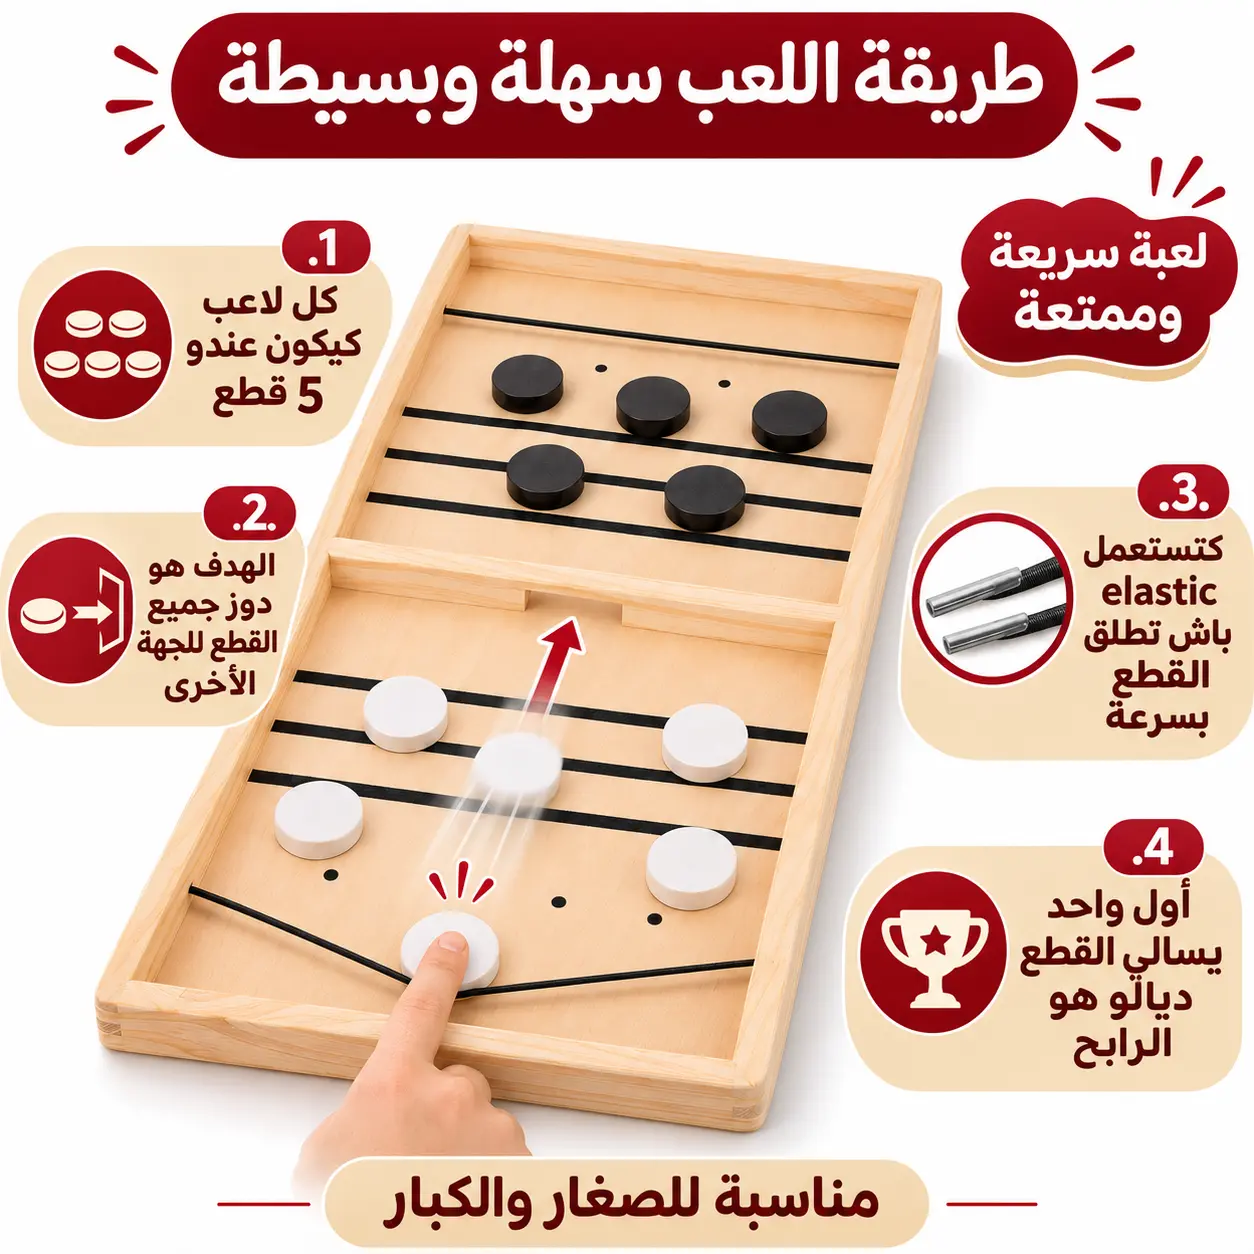 طريقة اللعب سهلة وبسيطة
لعبة سريعة
وممتعة
1.
كل لاعب
كيكون عندو
5 قطع
.2.
الهدف هو
دوز جميع
القطع للجهة
الأخرى
.3.
كتستعمل
elastic
باش تطلق
القطع
بسرعة
4.
أول واحد
يسالي القطع
ديالو هو
الرابح
مناسبة للصغار والكبار